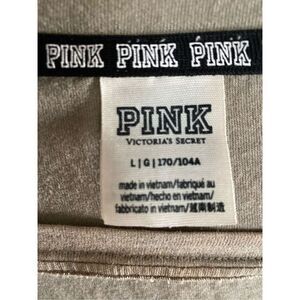 PINK PINK PINK
PINK
VICTORIA'S SECRET
L | G | 170/104A
made in vietnam/fabriqué au
vietnam/hecho en vietnam/
fabbricato in vietnam/越南制造